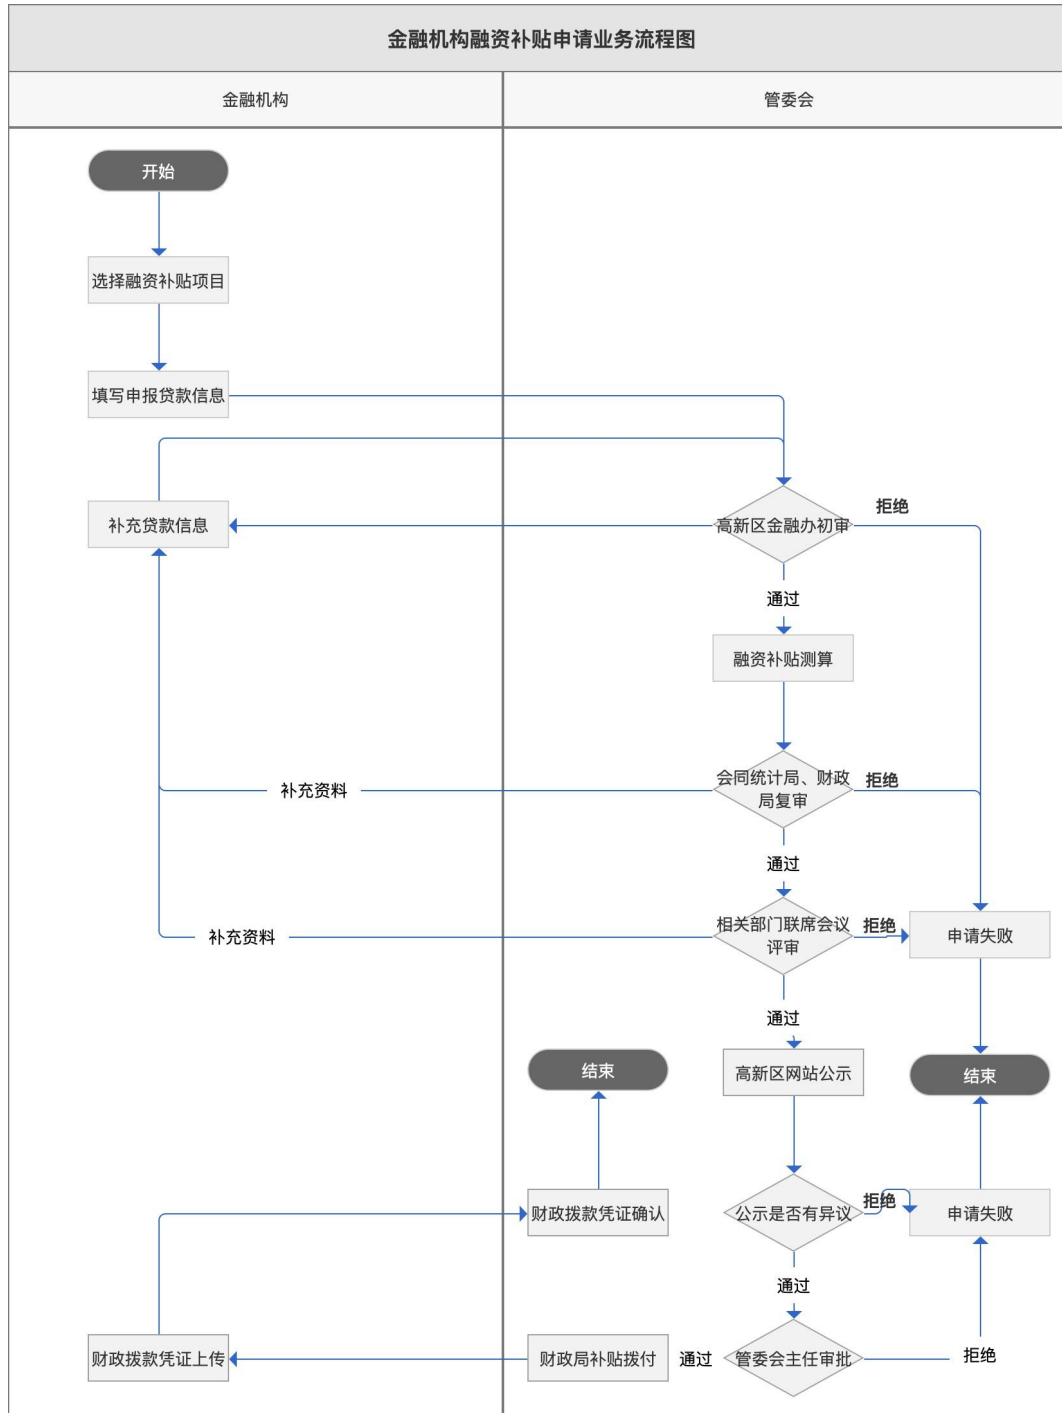 金融机构融资补贴申请业务流程图
金融机构
管委会
开始
选择融资补贴项目
填写申报贷款信息
补充贷款信息
高新区金融办初审
拒绝
通过
融资补贴测算
会同统计局、财政
局复审
拒绝
补充资料
通过
相关部门联席会议
评审
拒绝
申请失败
补充资料
通过
结束
高新区网站公示
结束
财政拨款凭证确认
公示是否有异议
拒绝
申请失败
通过
财政拨款凭证上传
财政局补贴拨付
通过
管委会主任审批
拒绝